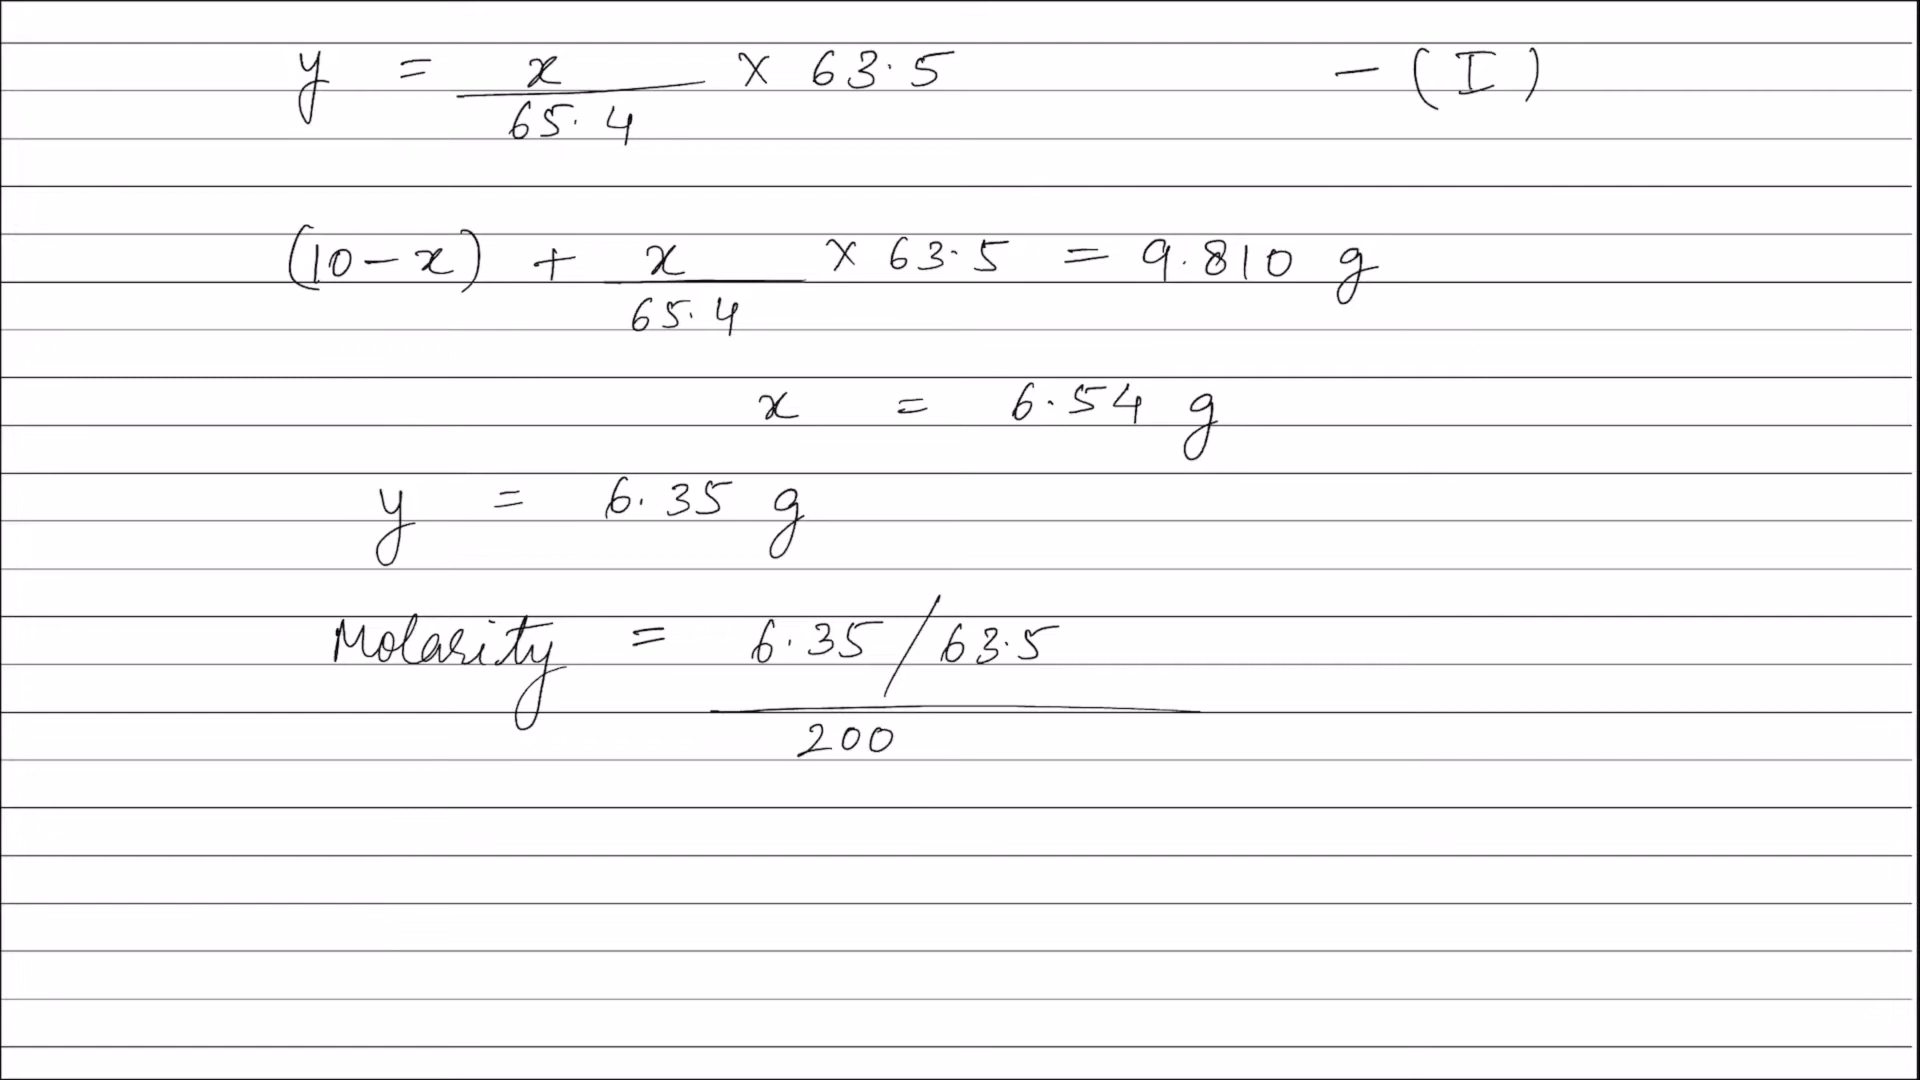 y = x / 65.4 × 63.5 - (I)
(10 - x) + x / 65.4 × 63.5 = 9.810 g
x = 6.54 g
y = 6.35 g
Molarity = 6.35 / 63.5
200